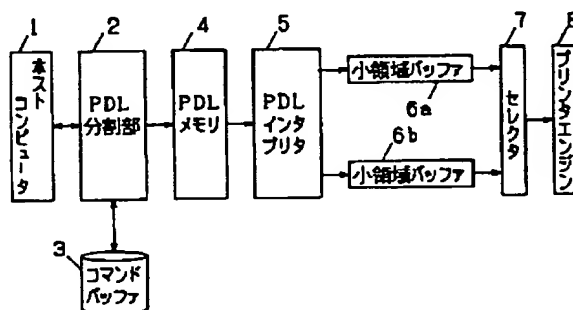 1
2
4
5
7
8
ホスト
コンピュータ
PDL
分割部
PDL
メモリ
PDL
インタ
プリタ
小領域バッファ
6a
6b
小領域バッファ
セレクタ
プリンタエンジン
3
コマンド
バッファ